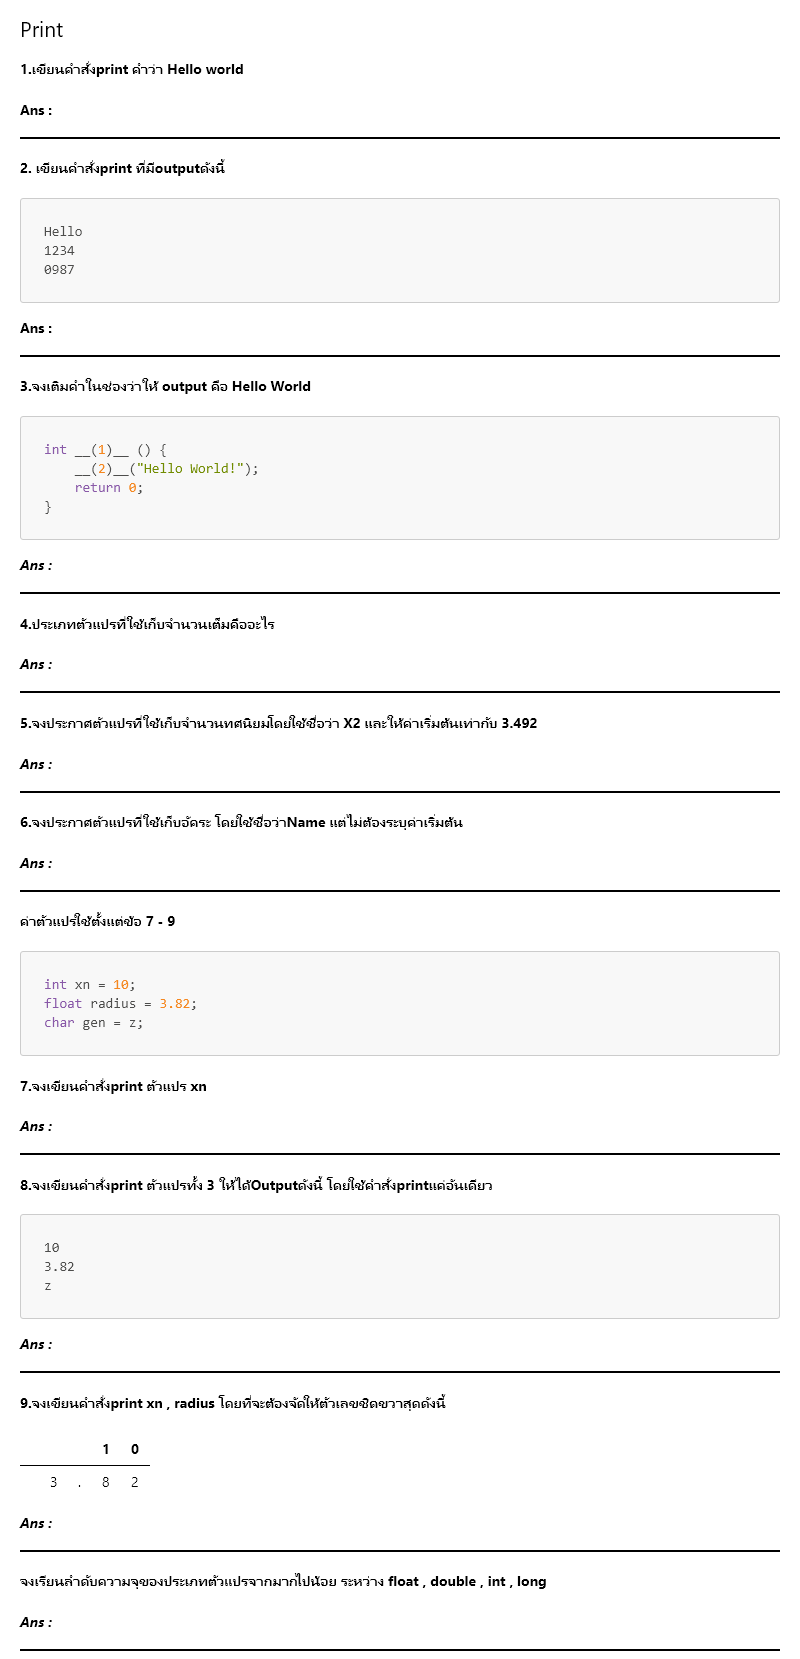 Print
1.เขียนคำสั่งprint คำว่า Hello world
Ans :
2. เขียนคำสั่งprint ที่มีoutputดังนี้
Hello
1234
0987
Ans :
3.จงเติมคำในช่องว่าให้ output คือ Hello World
int __(1)__ () {
    __(2)__("Hello World!");
    return 0;
}
Ans :
4.ประเภทตัวแปรที่ใช้เก็บจำนวนเต็มคืออะไร
Ans :
5.จงประกาศตัวแปรที่ใช้เก็บจำนวนทศนิยมโดยใช้ชื่อว่า X2 และให้ค่าเริ่มต้นเท่ากับ 3.492
Ans :
6.จงประกาศตัวแปรที่ใช้เก็บอัคระ โดยใช้ชื่อว่าName แต่ไม่ต้องระบุค่าเริ่มต้น
Ans :
ค่าตัวแปรใช้ตั้งแต่ข้อ 7 - 9
int xn = 10;
float radius = 3.82;
char gen = z;
7.จงเขียนคำสั่งprint ตัวแปร xn
Ans :
8.จงเขียนคำสั่งprint ตัวแปรทั้ง 3 ให้ได้Outputดังนี้ โดยใช้คำสั่งprintแค่อันเดียว
10
3.82
z
Ans :
9.จงเขียนคำสั่งprint xn , radius โดยที่จะต้องจัดให้ตัวเลขชิดขวาสุดดังนี้
1 0
3 . 8 2
Ans :
จงเรียนลำดับความจุของประเภทตัวแปรจากมากไปน้อย ระหว่าง float , double , int , long
Ans :